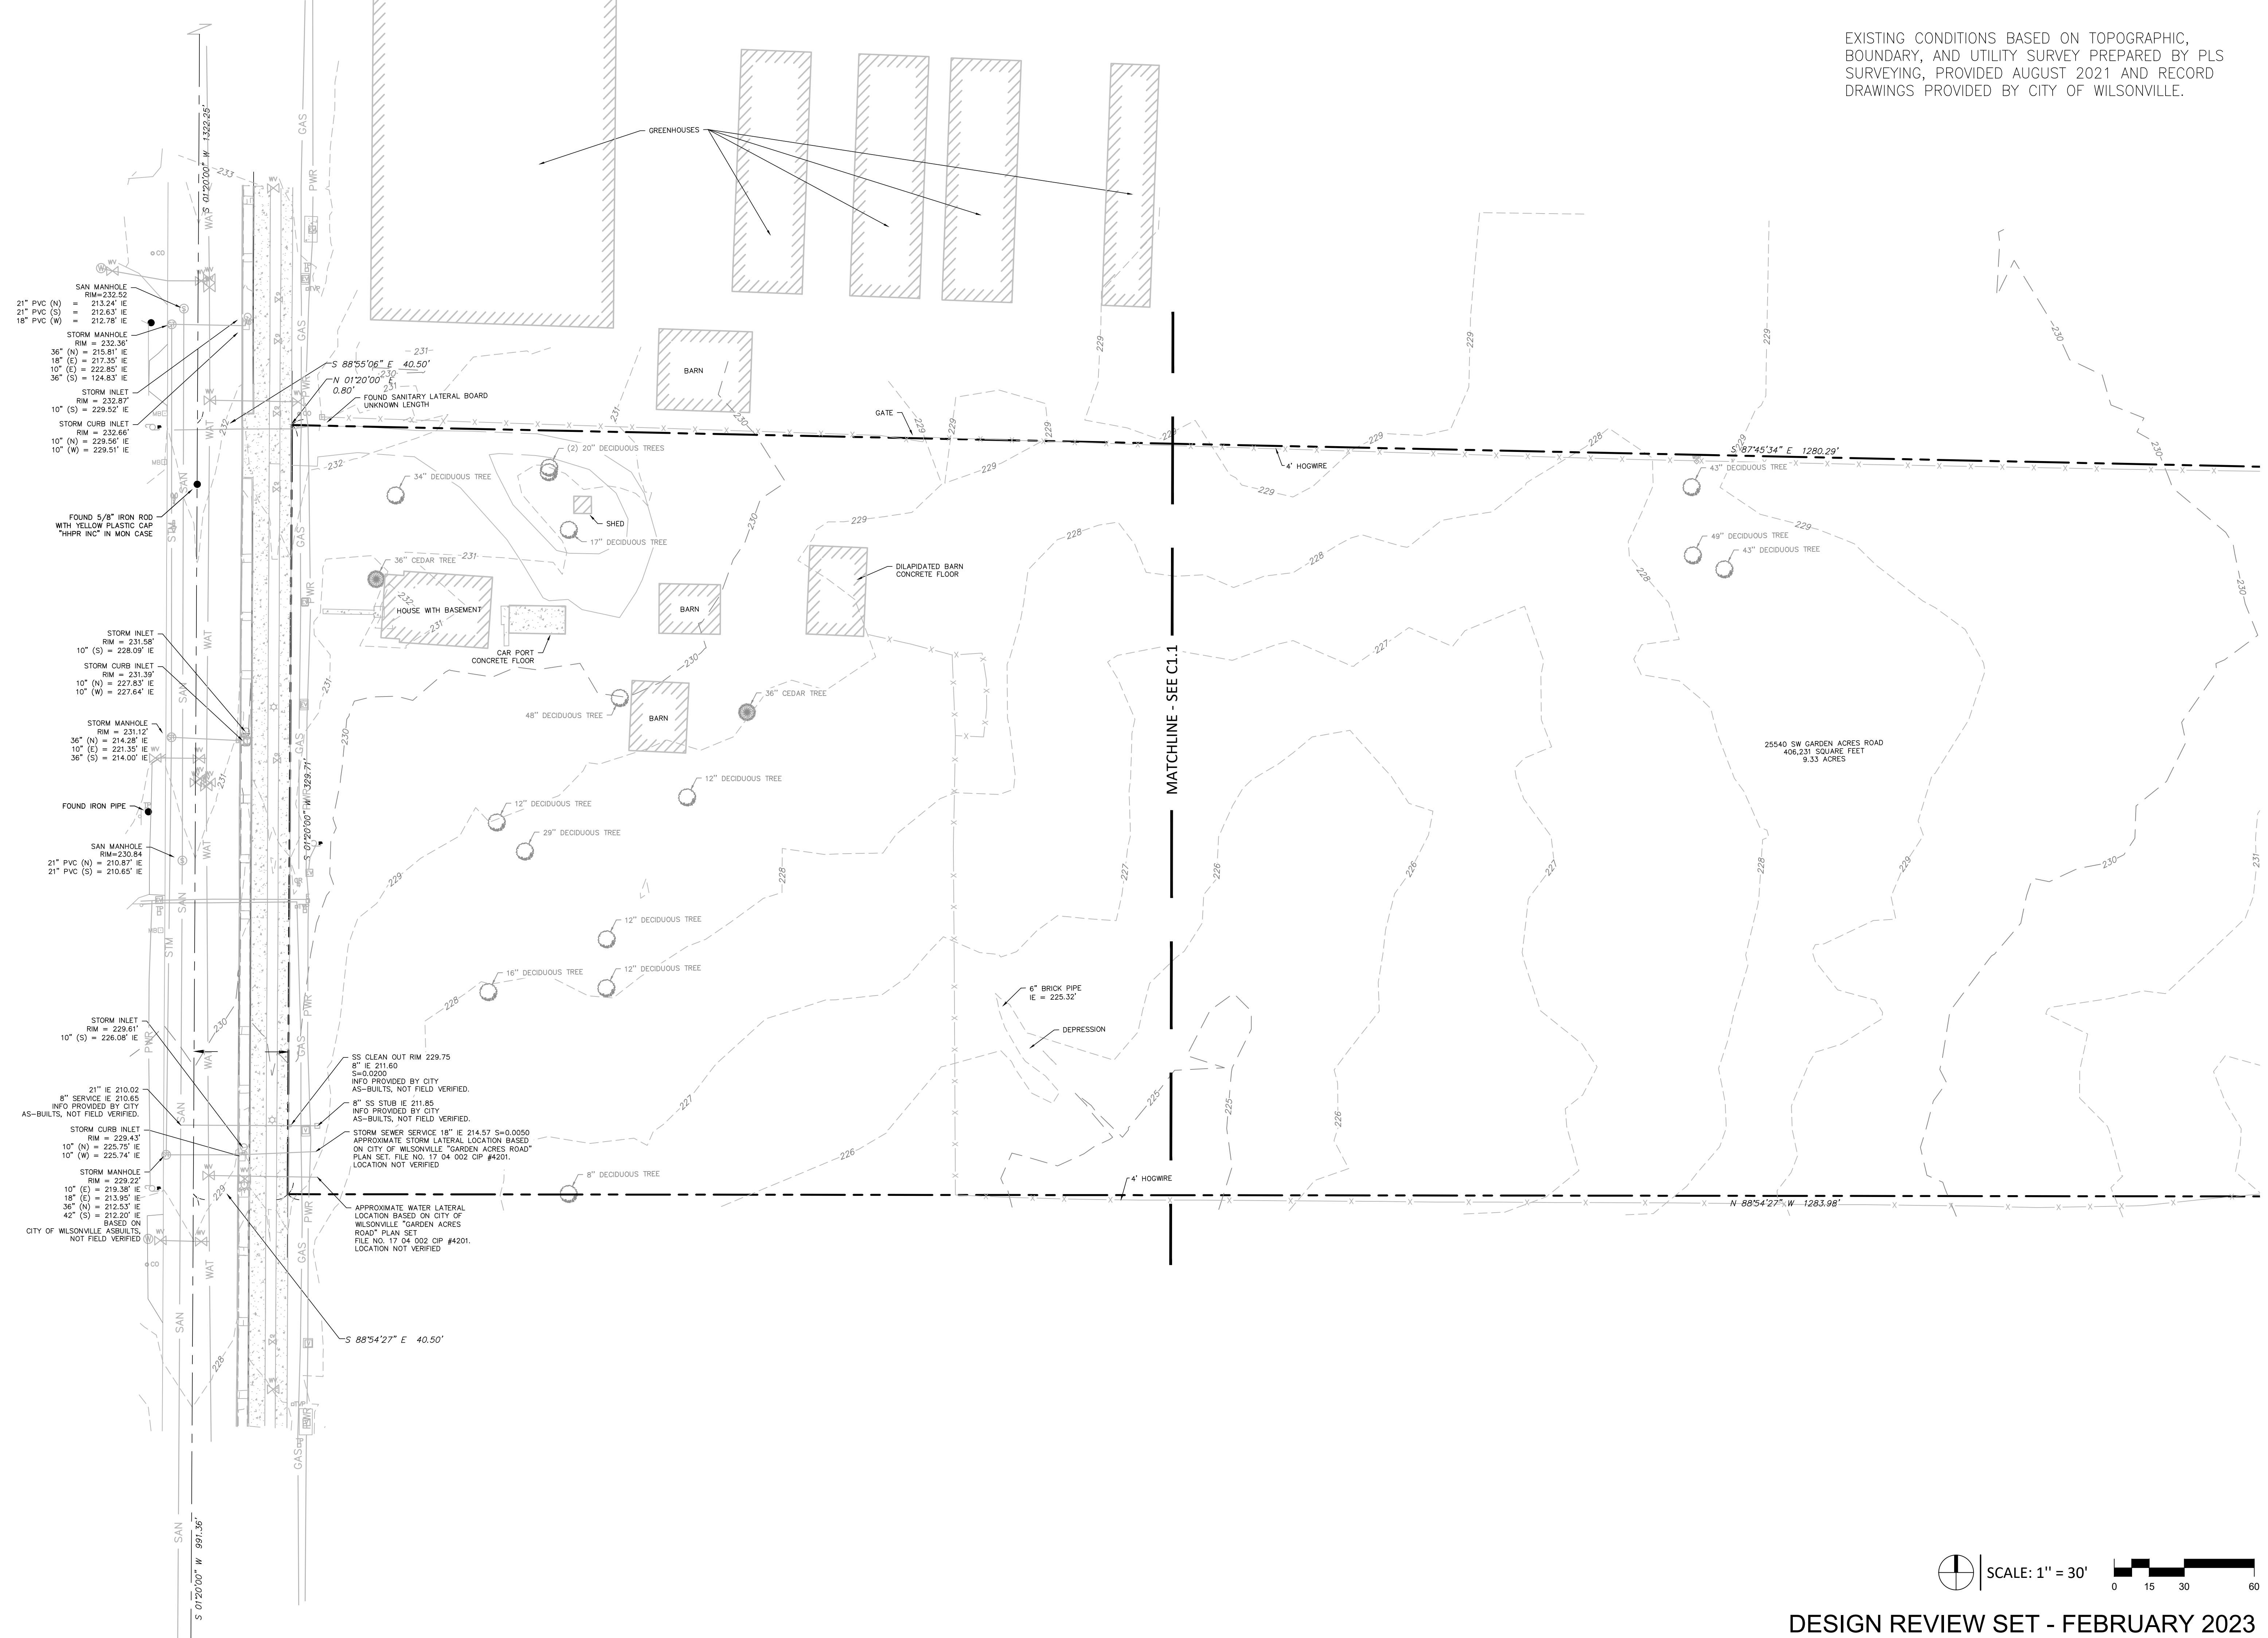 EXISTING CONDITIONS BASED ON TOPOGRAPHIC,
BOUNDARY, AND UTILITY SURVEY PREPARED BY PLS
SURVEYING, PROVIDED AUGUST 2021 AND RECORD
DRAWINGS PROVIDED BY CITY OF WILSONVILLE.
S 01°20'00" W 1322.25'
GREENHOUSES
SAN MANHOLE
RIM=232.52
21" PVC (N) = 213.24' IE
21" PVC (S) = 212.63' IE
18" PVC (W) = 212.78' IE
STORM MANHOLE
RIM = 232.36'
36" (N) = 215.81' IE
18" (E) = 217.35' IE
10" (E) = 222.85' IE
36" (S) = 124.83' IE
STORM INLET
RIM = 232.87'
10" (S) = 229.52' IE
STORM CURB INLET
RIM = 232.66'
10" (N) = 229.56' IE
10" (W) = 229.51' IE
FOUND 5/8" IRON ROD
WITH YELLOW PLASTIC CAP
"HHPR INC" IN MON CASE
STORM INLET
RIM = 231.58'
10" (S) = 228.09' IE
STORM CURB INLET
RIM = 231.39'
10" (N) = 227.83' IE
10" (W) = 227.64' IE
STORM MANHOLE
RIM = 231.12'
36" (N) = 214.28' IE
10" (E) = 221.35' IE
36" (S) = 214.00' IE
FOUND IRON PIPE
SAN MANHOLE
RIM=230.84
21" PVC (N) = 210.87' IE
21" PVC (S) = 210.65' IE
STORM INLET
RIM = 229.61'
10" (S) = 226.08' IE
21" IE 210.02
8" SERVICE IE 210.65
INFO PROVIDED BY CITY
AS-BUILTS, NOT FIELD VERIFIED.
STORM CURB INLET
RIM = 229.43'
10" (N) = 225.75' IE
10" (W) = 225.74' IE
STORM MANHOLE
RIM = 229.22'
10" (E) = 219.38' IE
18" (E) = 213.95' IE
36" (N) = 212.53' IE
42" (S) = 212.20' IE
BASED ON
CITY OF WILSONVILLE ASBUILTS,
NOT FIELD VERIFIED
S 88°55'06" E 40.50'
N 01°20'00" E
0.80'
FOUND SANITARY LATERAL BOARD
UNKNOWN LENGTH
BARN
GATE
4' HOGWIRE
S 87°45'34" E 1280.29'
(2) 20" DECIDUOUS TREES
34" DECIDUOUS TREE
SHED
17" DECIDUOUS TREE
36" CEDAR TREE
HOUSE WITH BASEMENT
CAR PORT
CONCRETE FLOOR
BARN
DILAPIDATED BARN
CONCRETE FLOOR
43" DECIDUOUS TREE
49" DECIDUOUS TREE
43" DECIDUOUS TREE
48" DECIDUOUS TREE
BARN
36" CEDAR TREE
MATCHLINE - SEE C1.1
25540 SW GARDEN ACRES ROAD
406,231 SQUARE FEET
9.33 ACRES
S 01°20'00" W 329.71'
12" DECIDUOUS TREE
12" DECIDUOUS TREE
29" DECIDUOUS TREE
12" DECIDUOUS TREE
16" DECIDUOUS TREE
12" DECIDUOUS TREE
6" BRICK PIPE
IE = 225.32'
DEPRESSION
SS CLEAN OUT RIM 229.75
8" IE 211.60
S=0.0200
INFO PROVIDED BY CITY
AS-BUILTS, NOT FIELD VERIFIED.
8" SS STUB IE 211.85
INFO PROVIDED BY CITY
AS-BUILTS, NOT FIELD VERIFIED.
STORM SEWER SERVICE 18" IE 214.57 S=0.0050
APPROXIMATE STORM LATERAL LOCATION BASED
ON CITY OF WILSONVILLE "GARDEN ACRES ROAD"
PLAN SET. FILE NO. 17 04 002 CIP #4201.
LOCATION NOT VERIFIED
8" DECIDUOUS TREE
4' HOGWIRE
N 88°54'27" W 1283.98'
APPROXIMATE WATER LATERAL
LOCATION BASED ON CITY OF
WILSONVILLE "GARDEN ACRES
ROAD" PLAN SET
FILE NO. 17 04 002 CIP #4201.
LOCATION NOT VERIFIED
S 88°54'27" E 40.50'
S 01°20'00" W 991.36'
SCALE: 1" = 30'
0 15 30 60
DESIGN REVIEW SET - FEBRUARY 2023